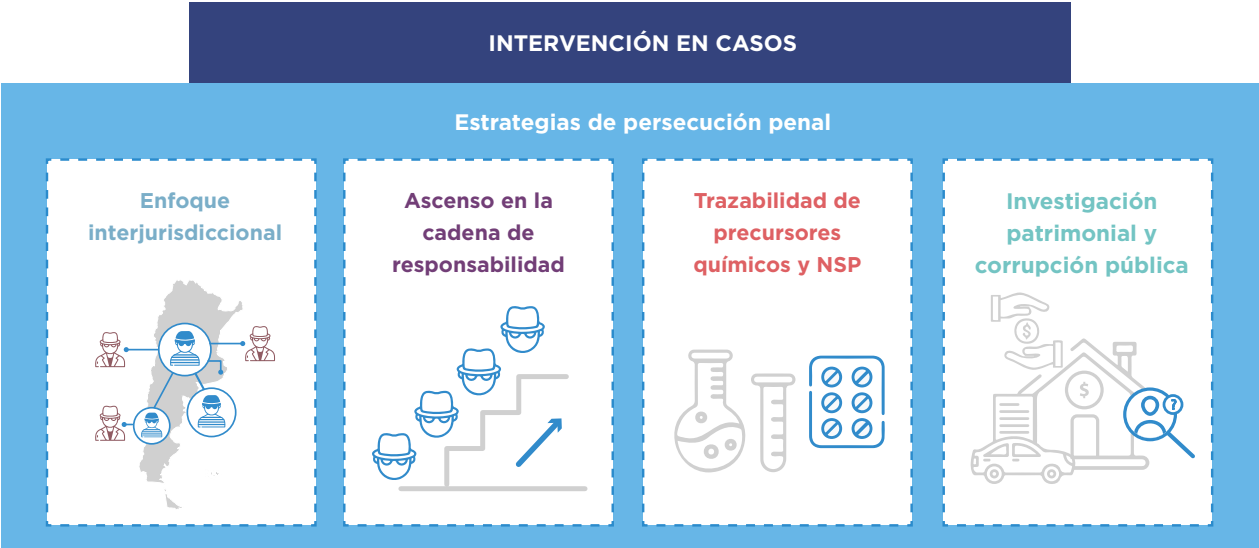 INTERVENCIÓN EN CASOS
Estrategias de persecución penal
Enfoque
interjurisdiccional
Ascenso en la
cadena de
responsabilidad
Trazabilidad de
precursores
químicos y NSP
Investigación
patrimonial y
corrupción pública
$
$
?